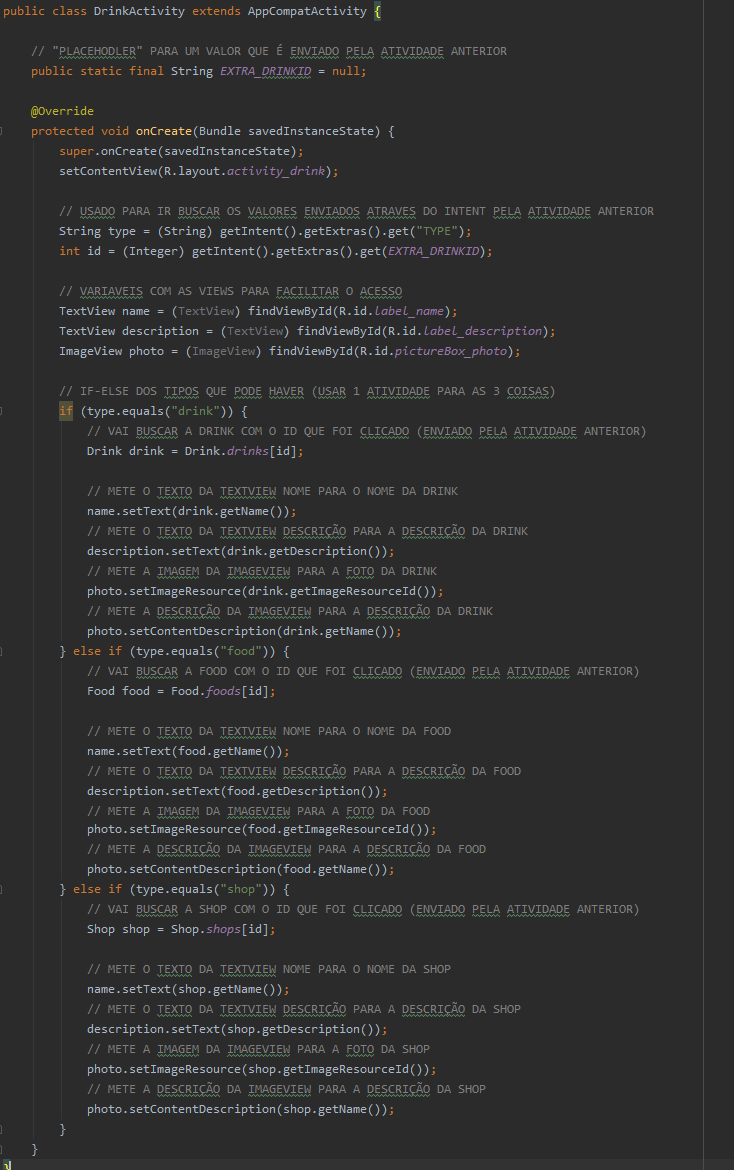 public class DrinkActivity extends AppCompatActivity {
// "PLACEHODLER" PARA UM VALOR QUE É ENVIADO PELA ATIVIDADE ANTERIOR
public static final String EXTRA_DRINKID = null;
@Override
protected void onCreate(Bundle savedInstanceState) {
super.onCreate(savedInstanceState);
setContentView(R.layout.activity_drink);
// USADO PARA IR BUSCAR OS VALORES ENVIADOS ATRAVES DO INTENT PELA ATIVIDADE ANTERIOR
String type = (String) getIntent().getExtras().get("TYPE");
int id = (Integer) getIntent().getExtras().get(EXTRA_DRINKID);
// VARIAVEIS COM AS VIEWS PARA FACILITAR O ACESSO
TextView name = (TextView) findViewById(R.id.label_name);
TextView description = (TextView) findViewById(R.id.label_description);
ImageView photo = (ImageView) findViewById(R.id.pictureBox_photo);
// IF-ELSE DOS TIPOS QUE PODE HAVER (USAR 1 ATIVIDADE PARA AS 3 COISAS)
if (type.equals("drink")) {
// VAI BUSCAR A DRINK COM O ID QUE FOI CLICADO (ENVIADO PELA ATIVIDADE ANTERIOR)
Drink drink = Drink.drinks[id];
// METE O TEXTO DA TEXTVIEW NOME PARA O NOME DA DRINK
name.setText(drink.getName());
// METE O TEXTO DA TEXTVIEW DESCRIÇÃO PARA A DESCRIÇÃO DA DRINK
description.setText(drink.getDescription());
// METE A IMAGEM DA IMAGEVIEW PARA A FOTO DA DRINK
photo.setImageResource(drink.getImageResourceId());
// METE A DESCRIÇÃO DA IMAGEVIEW PARA A DESCRIÇÃO DA DRINK
photo.setContentDescription(drink.getName());
} else if (type.equals("food")) {
// VAI BUSCAR A FOOD COM O ID QUE FOI CLICADO (ENVIADO PELA ATIVIDADE ANTERIOR)
Food food = Food.foods[id];
// METE O TEXTO DA TEXTVIEW NOME PARA O NOME DA FOOD
name.setText(food.getName());
// METE O TEXTO DA TEXTVIEW DESCRIÇÃO PARA A DESCRIÇÃO DA FOOD
description.setText(food.getDescription());
// METE A IMAGEM DA IMAGEVIEW PARA A FOTO DA FOOD
photo.setImageResource(food.getImageResourceId());
// METE A DESCRIÇÃO DA IMAGEVIEW PARA A DESCRIÇÃO DA FOOD
photo.setContentDescription(food.getName());
} else if (type.equals("shop")) {
// VAI BUSCAR A SHOP COM O ID QUE FOI CLICADO (ENVIADO PELA ATIVIDADE ANTERIOR)
Shop shop = Shop.shops[id];
// METE O TEXTO DA TEXTVIEW NOME PARA O NOME DA SHOP
name.setText(shop.getName());
// METE O TEXTO DA TEXTVIEW DESCRIÇÃO PARA A DESCRIÇÃO DA SHOP
description.setText(shop.getDescription());
// METE A IMAGEM DA IMAGEVIEW PARA A FOTO DA SHOP
photo.setImageResource(shop.getImageResourceId());
// METE A DESCRIÇÃO DA IMAGEVIEW PARA A DESCRIÇÃO DA SHOP
photo.setContentDescription(shop.getName());
}
}
}